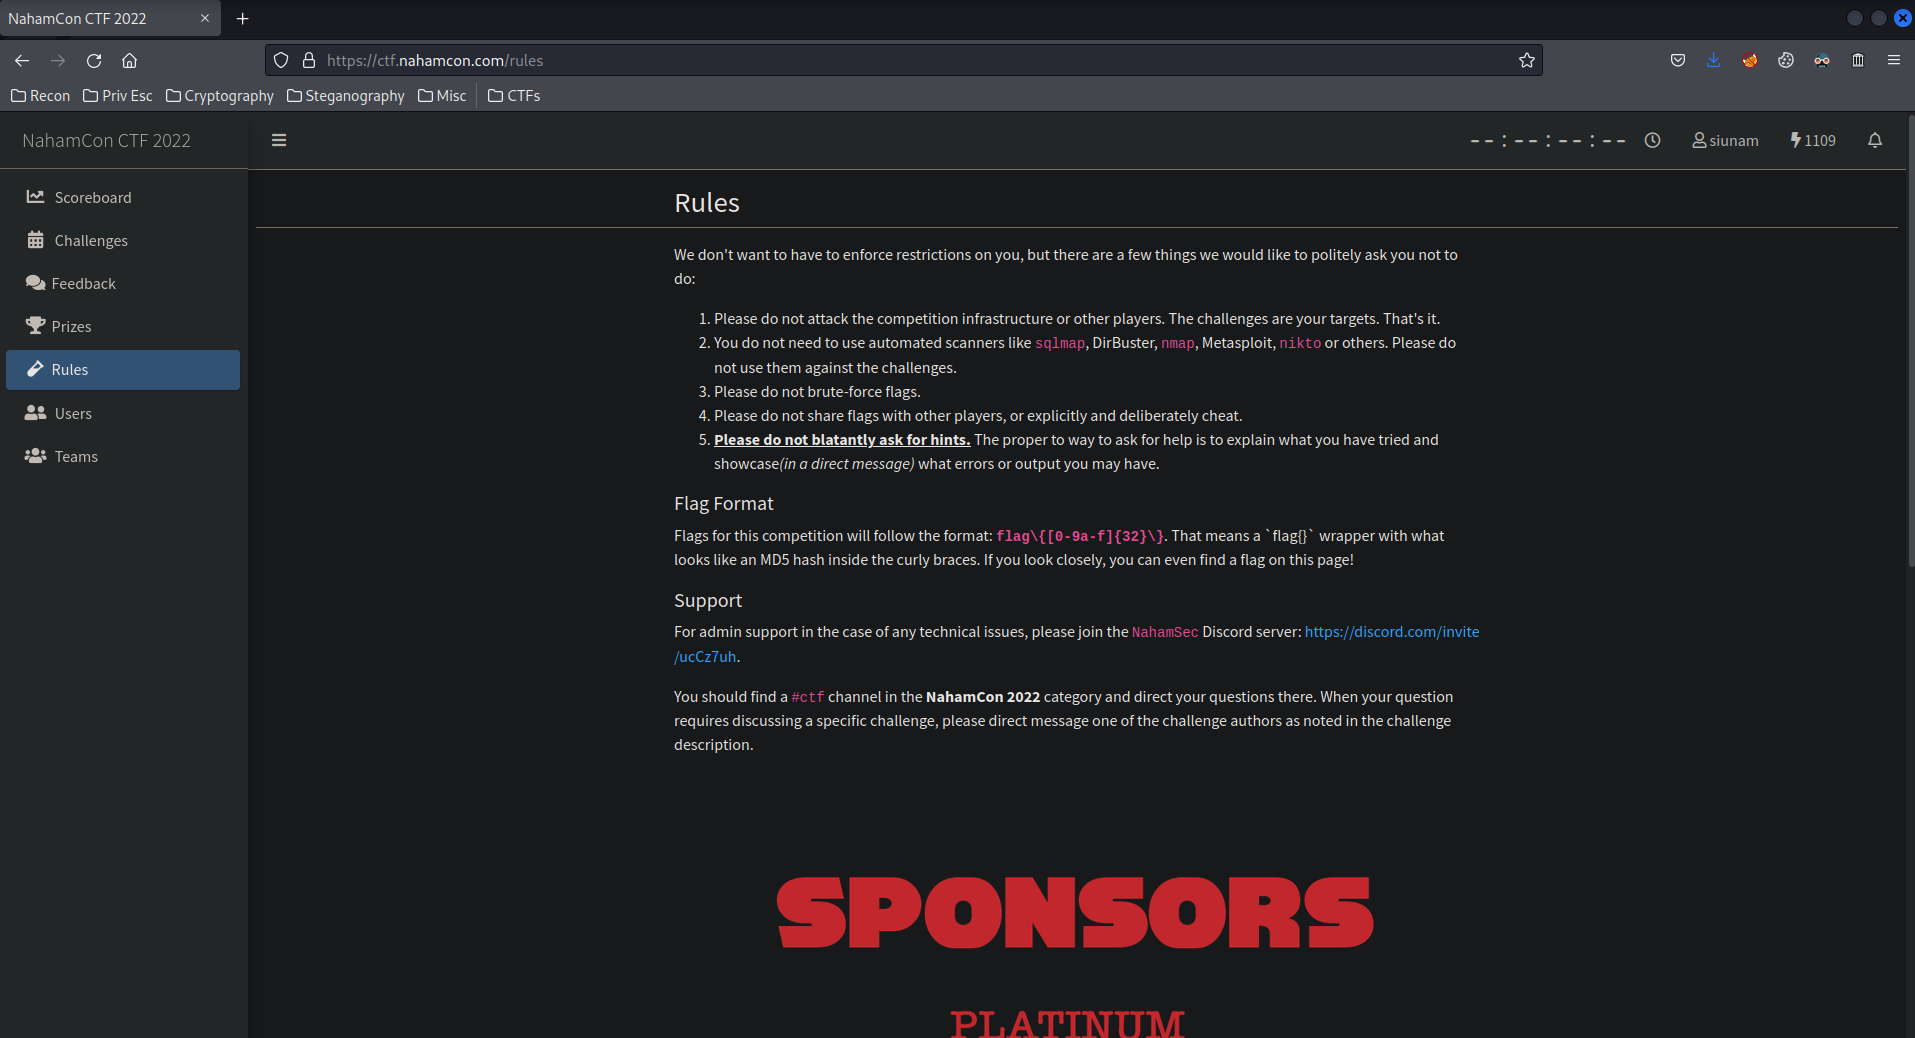 NahamCon CTF 2022
https://ctf.nahamcon.com/rules
Recon Priv Esc Cryptography Steganography Misc CTFs
NahamCon CTF 2022
--:--:--:-- siunam 1109
Scoreboard
Challenges
Feedback
Prizes
Rules
Users
Teams
Rules
We don't want to have to enforce restrictions on you, but there are a few things we would like to politely ask you not to
do:
1. Please do not attack the competition infrastructure or other players. The challenges are your targets. That's it.
2. You do not need to use automated scanners like sqlmap, DirBuster, nmap, Metasploit, nikto or others. Please do
not use them against the challenges.
3. Please do not brute-force flags.
4. Please do not share flags with other players, or explicitly and deliberately cheat.
5. Please do not blatantly ask for hints. The proper to way to ask for help is to explain what you have tried and
showcase(in a direct message) what errors or output you may have.
Flag Format
Flags for this competition will follow the format: flag\{[0-9a-f]{32}\}. That means a `flag{}` wrapper with what
looks like an MD5 hash inside the curly braces. If you look closely, you can even find a flag on this page!
Support
For admin support in the case of any technical issues, please join the NahamSec Discord server: https://discord.com/invite
/ucCz7uh.
You should find a #ctf channel in the NahamCon 2022 category and direct your questions there. When your question
requires discussing a specific challenge, please direct message one of the challenge authors as noted in the challenge
description.
SPONSORS
PLATINUM